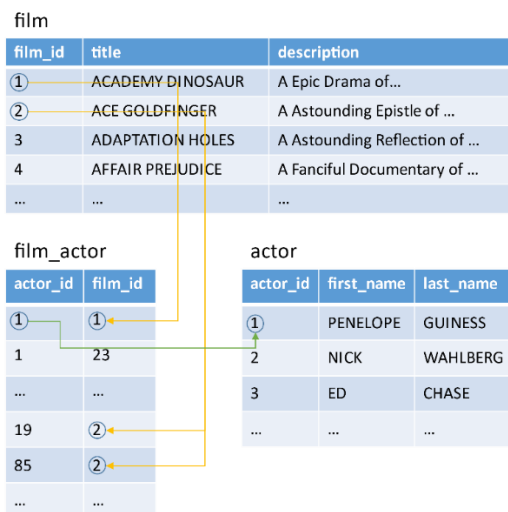 film
film_id title description
1 ACADEMY DINOSAUR A Epic Drama of...
2 ACE GOLDFINGER A Astounding Epistle of ...
3 ADAPTATION HOLES A Astounding Reflection of ...
4 AFFAIR PREJUDICE A Fanciful Documentary of ...
... ... ...
film_actor
actor_id film_id
1 1
1 23
... ...
19 2
85 2
... ...
actor
actor_id first_name last_name
1 PENELOPE GUINESS
2 NICK WAHLBERG
3 ED CHASE
... ... ...